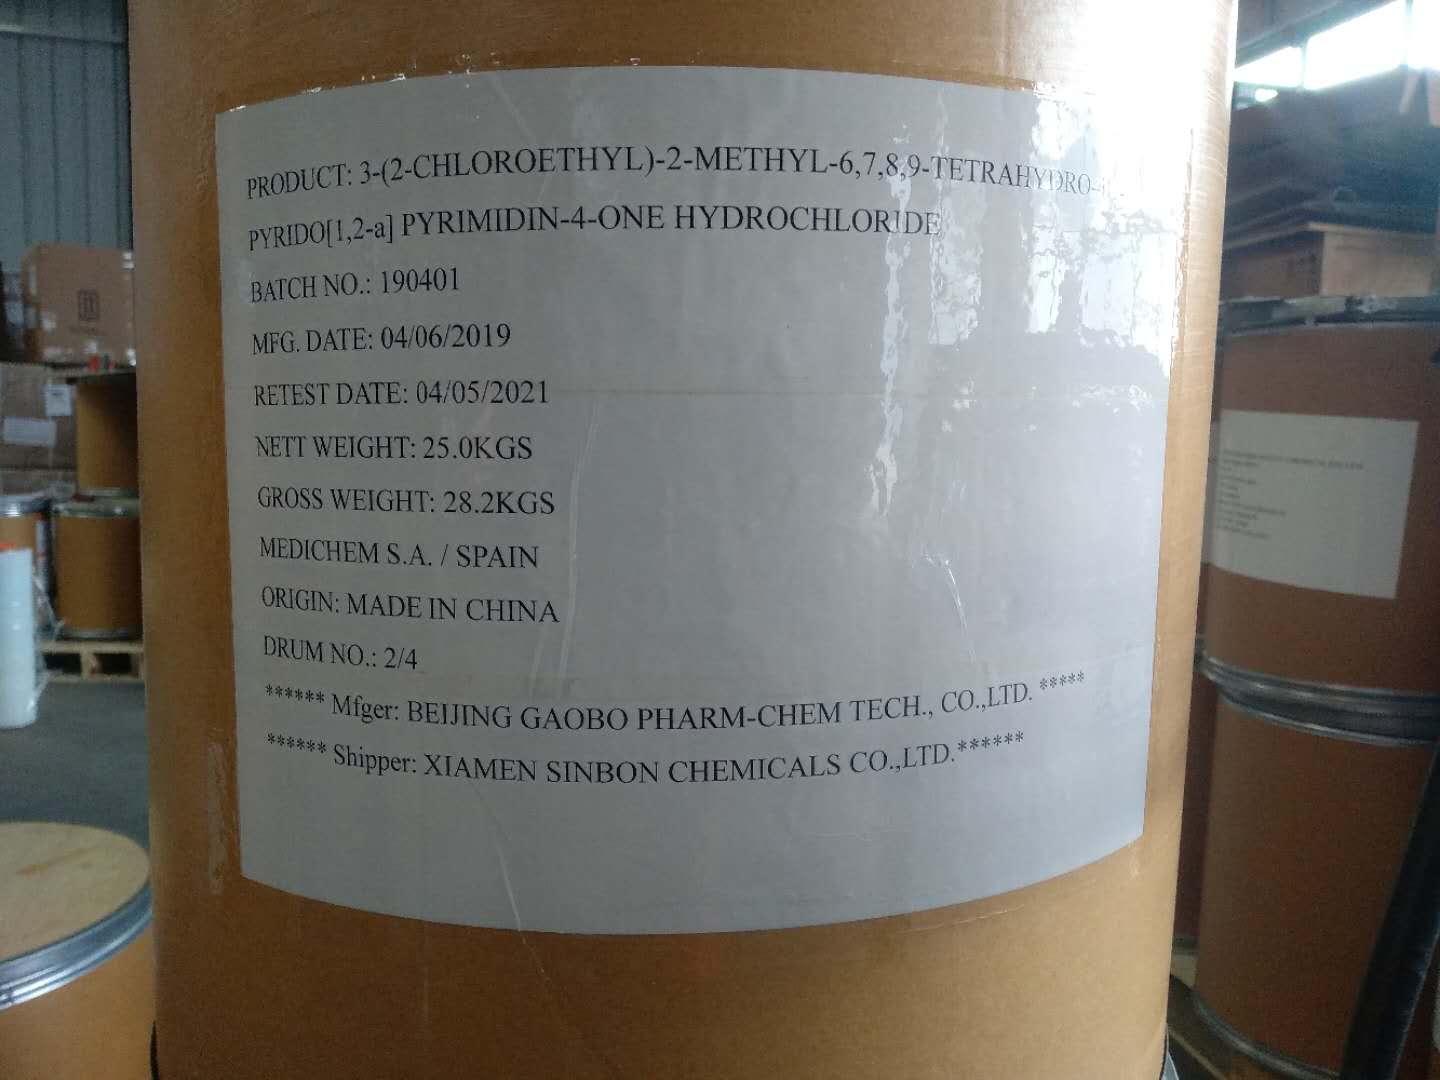 PRODUCT: 3-(2-CHLOROETHYL)-2-METHYL-6,7,8,9-TETRAHYDRO-
PYRIDO[1,2-a] PYRIMIDIN-4-ONE HYDROCHLORIDE
BATCH NO.: 190401
MFG. DATE: 04/06/2019
RETEST DATE: 04/05/2021
NETT WEIGHT: 25.0KGS
GROSS WEIGHT: 28.2KGS
MEDICHEM S.A. / SPAIN
ORIGIN: MADE IN CHINA
DRUM NO.: 2/4
****** Mfger: BEIJING GAOBO PHARM-CHEM TECH., CO.,LTD. *****
****** Shipper: XIAMEN SINBON CHEMICALS CO.,LTD.******